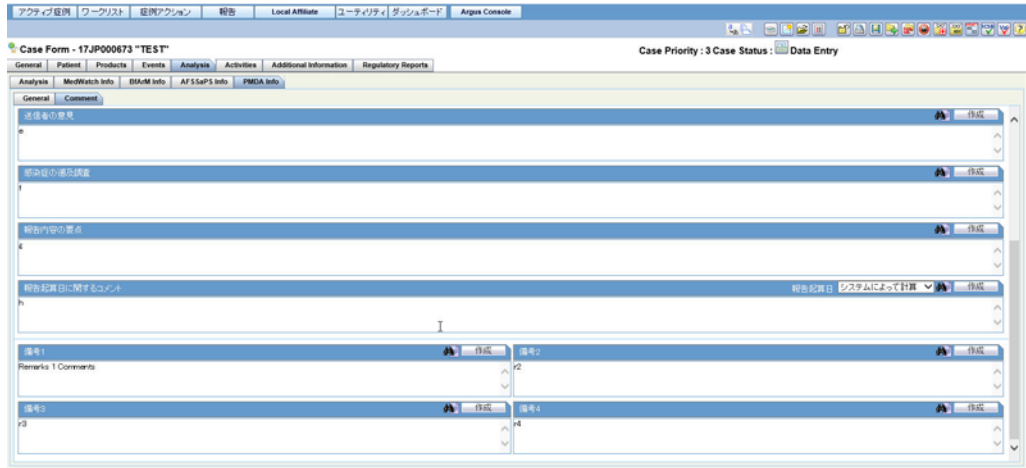 アクティブ症例 ワークリスト 症例アクション 報告 Local Affiliate ユーティリティ ダッシュボード Argus Console
Case Form - 17JP000673 "TEST" Case Priority : 3 Case Status : Data Entry
General Patient Products Events Analysis Activities Additional Information Regulatory Reports
Analysis MedWatch Info BfArM Info AFSSaPS Info PMDA Info
General Comment
送信者の意見 作成
e
感染症の遡及調査 作成
f
報告内容の要点 作成
g
報告起算日に関するコメント 報告起算日 システムによって計算 作成
h
備考1 作成 備考2 作成
Remarks 1 Comments r2
備考3 作成 備考4 作成
r3 r4